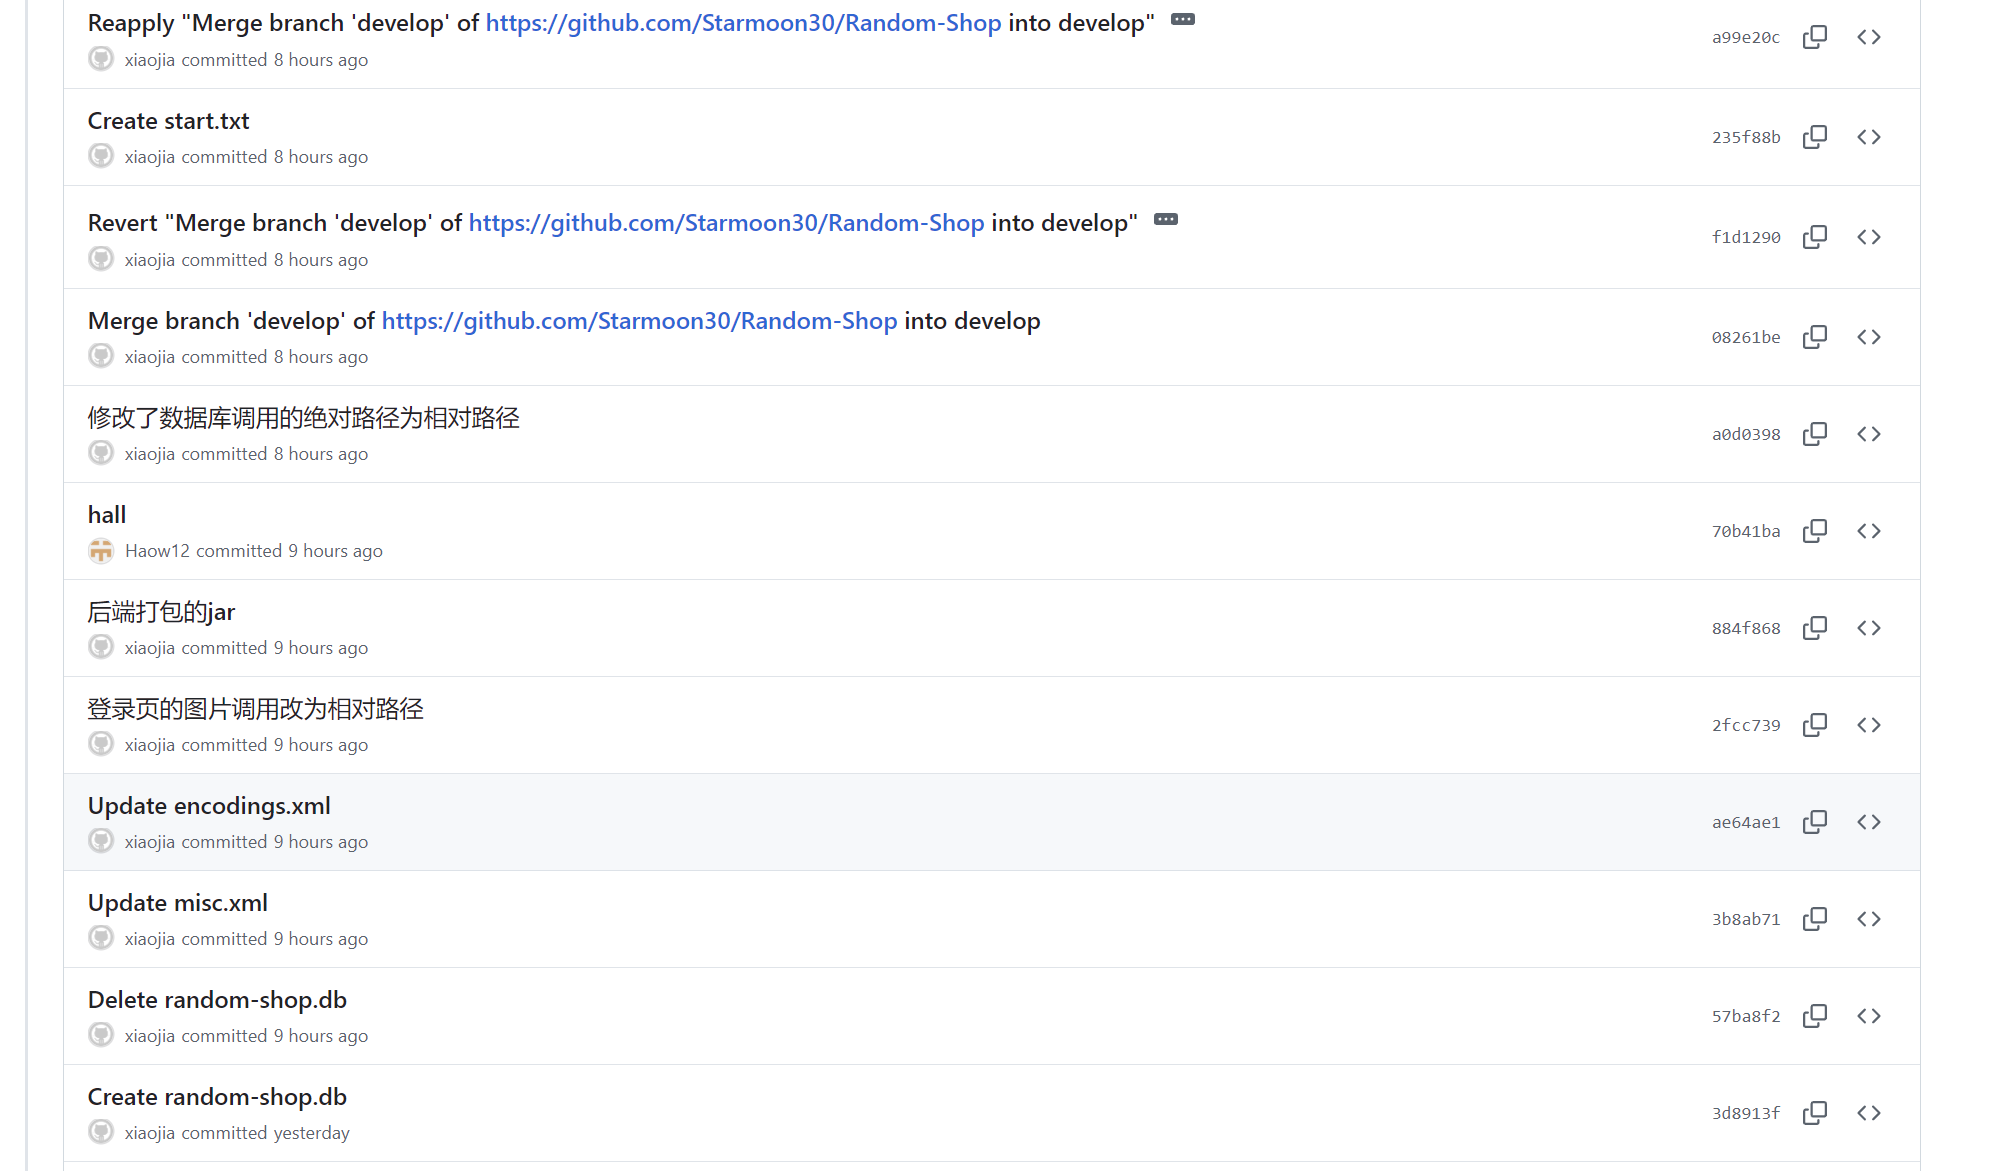 Reapply "Merge branch 'develop' of https://github.com/Starmoon30/Random-Shop into develop"
a99e20c
xiaojia committed 8 hours ago
Create start.txt
235f88b
xiaojia committed 8 hours ago
Revert "Merge branch 'develop' of https://github.com/Starmoon30/Random-Shop into develop"
f1d1290
xiaojia committed 8 hours ago
Merge branch 'develop' of https://github.com/Starmoon30/Random-Shop into develop
08261be
xiaojia committed 8 hours ago
修改了数据库调用的绝对路径为相对路径
a0d0398
xiaojia committed 8 hours ago
hall
70b41ba
Haow12 committed 9 hours ago
后端打包的jar
884f868
xiaojia committed 9 hours ago
登录页的图片调用改为相对路径
2fcc739
xiaojia committed 9 hours ago
Update encodings.xml
ae64ae1
xiaojia committed 9 hours ago
Update misc.xml
3b8ab71
xiaojia committed 9 hours ago
Delete random-shop.db
57ba8f2
xiaojia committed 9 hours ago
Create random-shop.db
3d8913f
xiaojia committed yesterday